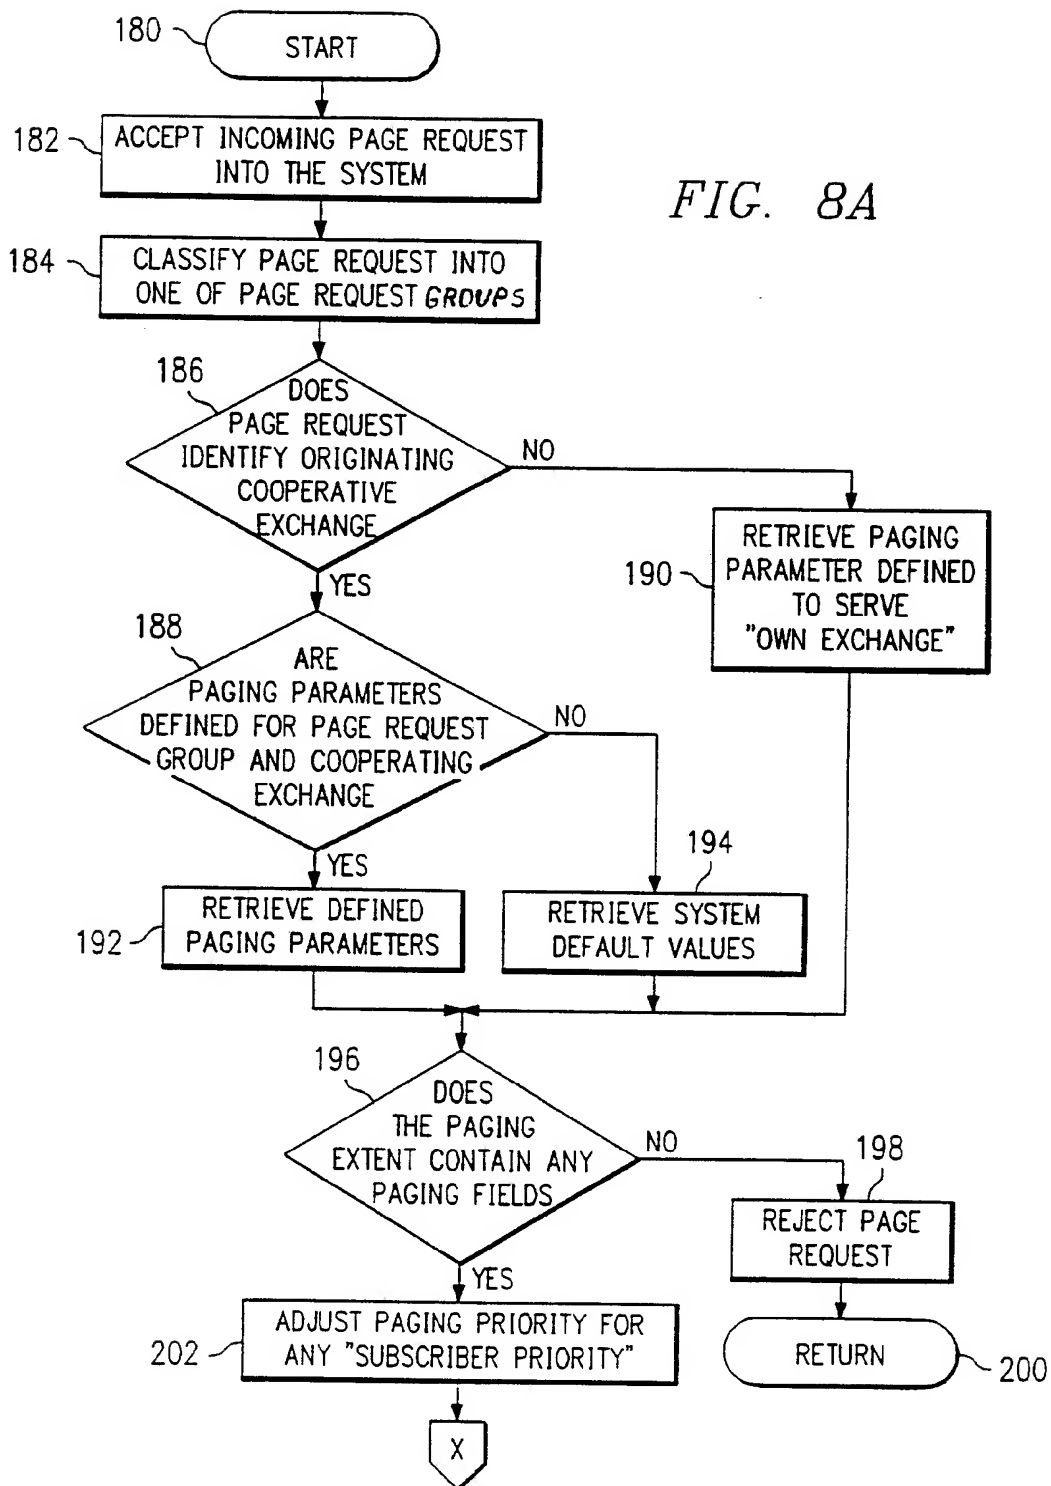 180
START
182
ACCEPT INCOMING PAGE REQUEST
INTO THE SYSTEM
FIG. 8A
184
CLASSIFY PAGE REQUEST INTO
ONE OF PAGE REQUEST GROUPS
186
DOES
PAGE REQUEST
IDENTIFY ORIGINATING
COOPERATIVE
EXCHANGE
NO
YES
190
RETRIEVE PAGING
PARAMETER DEFINED
TO SERVE
"OWN EXCHANGE"
188
ARE
PAGING PARAMETERS
DEFINED FOR PAGE REQUEST
GROUP AND COOPERATING
EXCHANGE
NO
YES
192
RETRIEVE DEFINED
PAGING PARAMETERS
194
RETRIEVE SYSTEM
DEFAULT VALUES
196
DOES
THE PAGING
EXTENT CONTAIN ANY
PAGING FIELDS
NO
YES
198
REJECT PAGE
REQUEST
RETURN
200
202
ADJUST PAGING PRIORITY FOR
ANY "SUBSCRIBER PRIORITY"
X